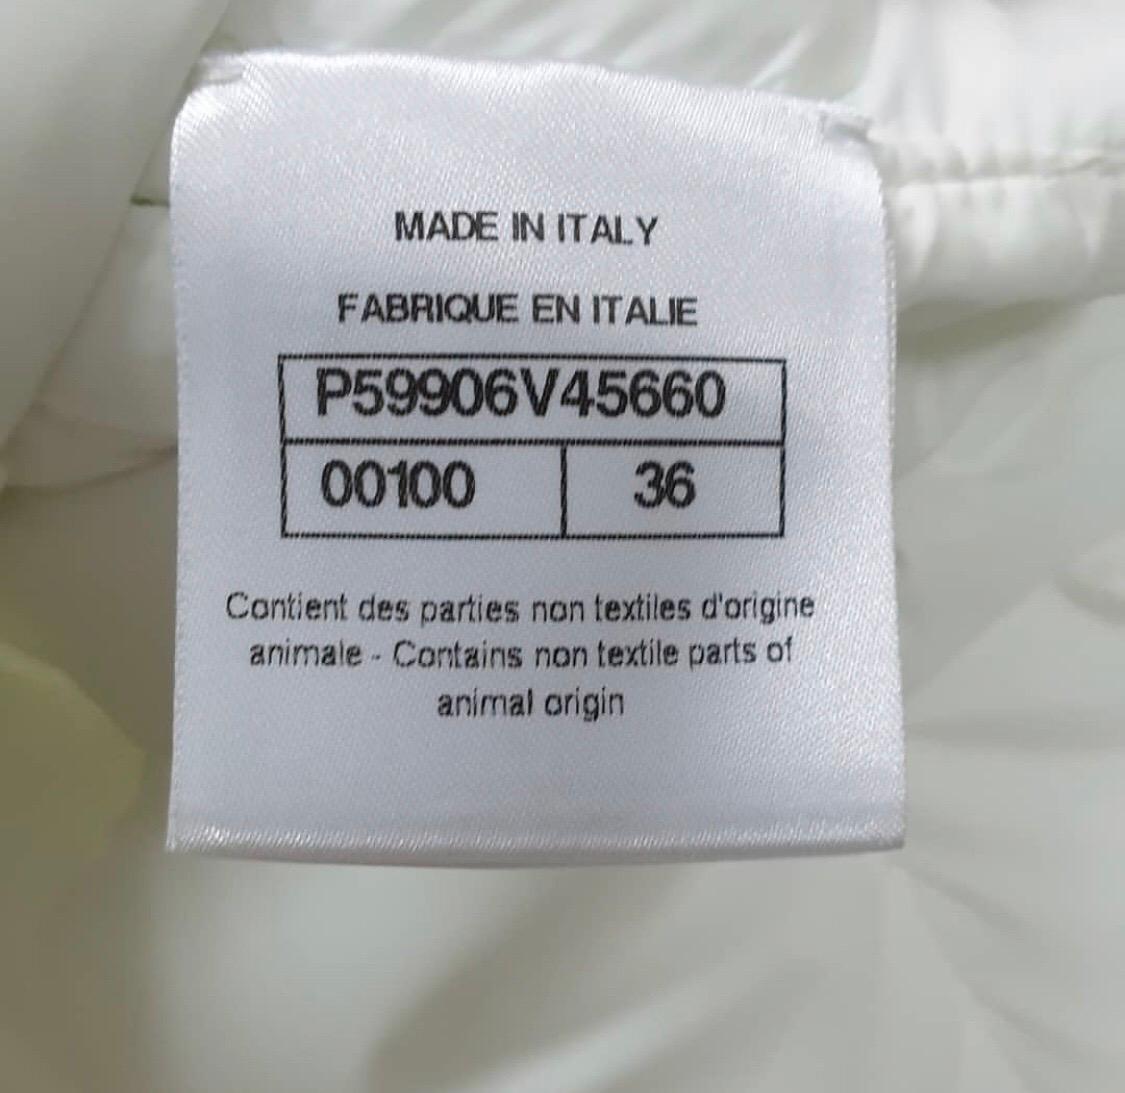 MADE IN ITALY
FABRIQUE EN ITALIE
P59906V45660
00100 36
Contient des parties non textiles d'origine
animale - Contains non textile parts of
animal origin